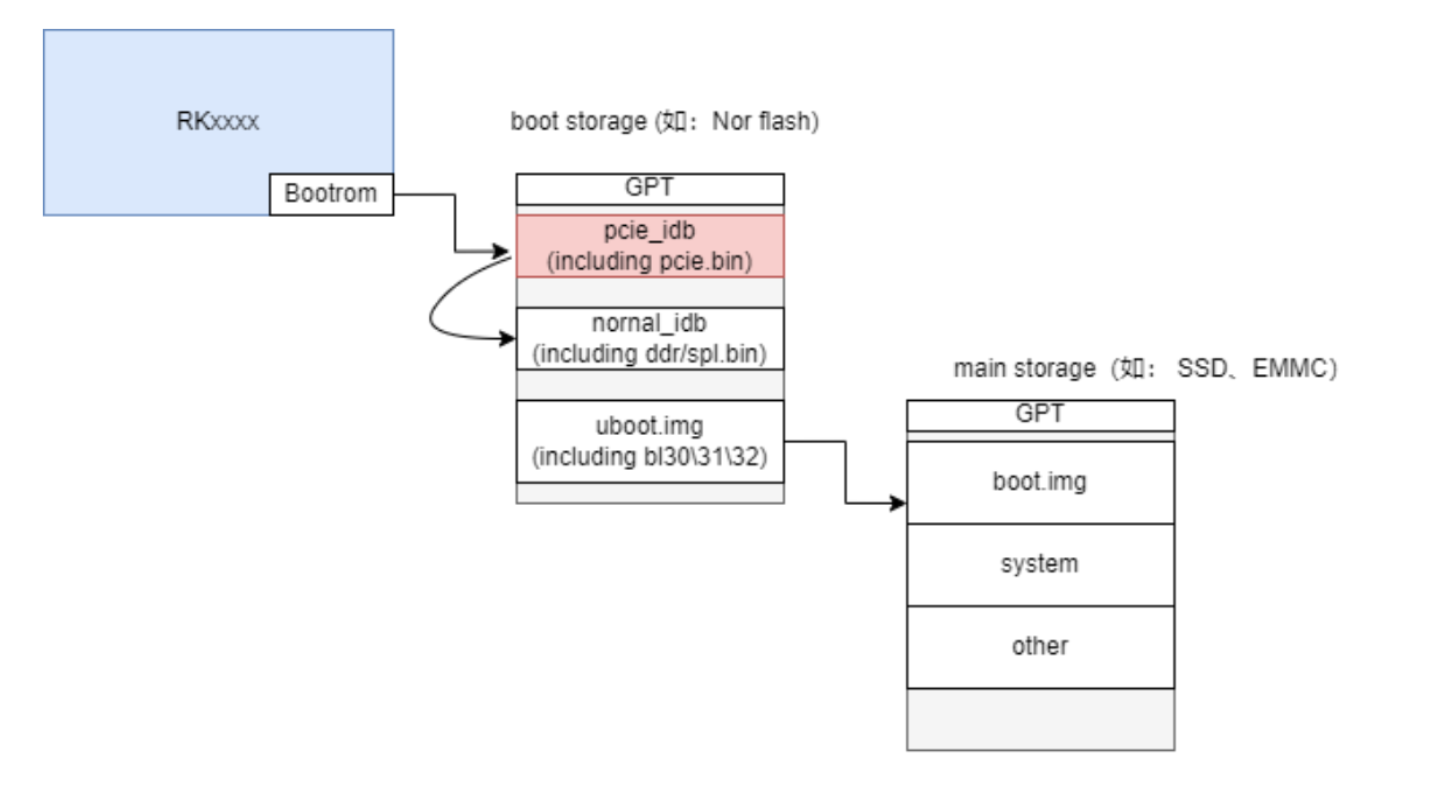 RKxxxx
Bootrom
boot storage (如：Nor flash)
GPT
pcie_idb
(including pcie.bin)
nornal_idb
(including ddr/spl.bin)
uboot.img
(including bl30\31\32)
main storage（如： SSD、EMMC）
GPT
boot.img
system
other